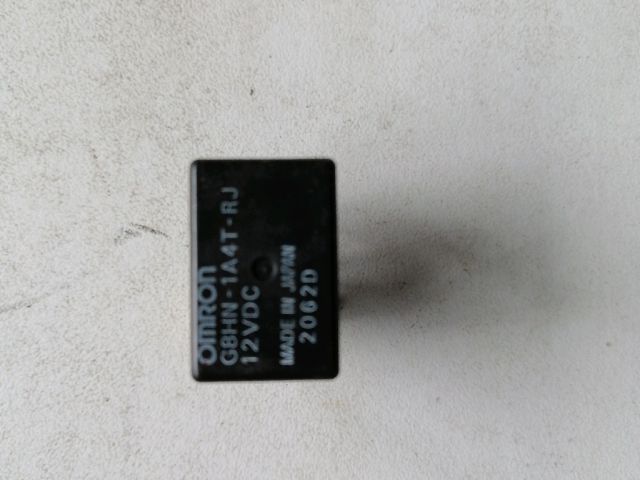 OMRON
G8HN-1A4T-RJ
12VDC
MADE IN JAPAN
2062D